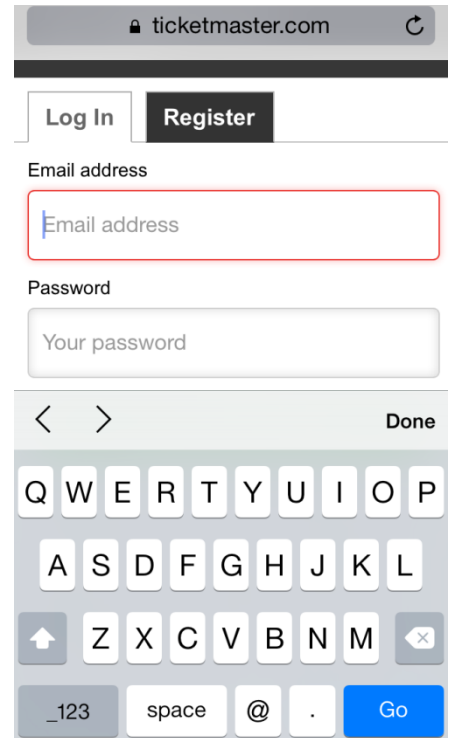 ticketmaster.com
Log In Register
Email address
Email address
Password
Your password
Done
Q W E R T Y U I O P
A S D F G H J K L
Z X C V B N M
_123 space @ . Go